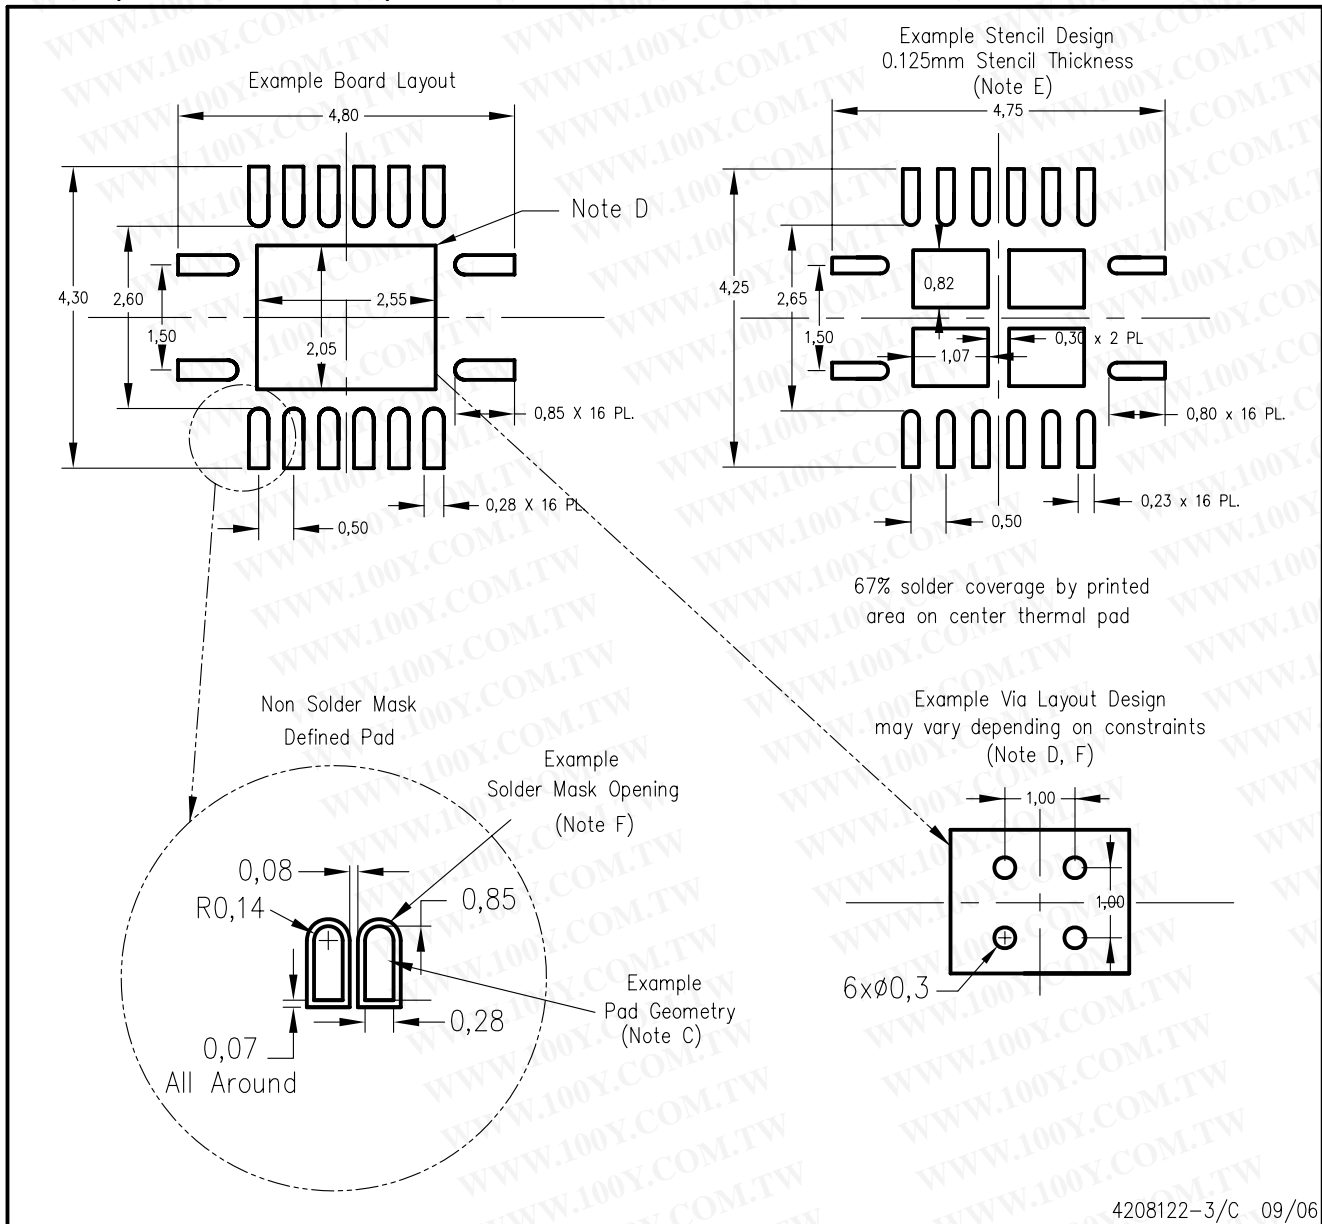 Example Board Layout
4,80
Note D
4,30
2,60
1,50
2,55
2,05
0,85 X 16 PL.
0,28 X 16 PL
0,50
Example Stencil Design
0.125mm Stencil Thickness
(Note E)
4,75
4,25
2,65
1,50
0,82
0,30 x 2 PL
1,07
0,80 x 16 PL.
0,23 x 16 PL.
0,50
67% solder coverage by printed
area on center thermal pad
Non Solder Mask
Defined Pad
Example
Solder Mask Opening
(Note F)
0,08
R0,14
0,85
Example
Pad Geometry
(Note C)
0,28
0,07
All Around
Example Via Layout Design
may vary depending on constraints
(Note D, F)
1,00
1,00
6xø0,3
4208122-3/C 09/06
WWW.100Y.COM.TW